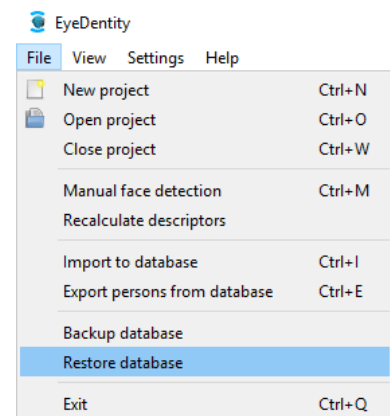 EyeDentity
File View Settings Help
New project Ctrl+N
Open project Ctrl+O
Close project Ctrl+W
Manual face detection Ctrl+M
Recalculate descriptors
Import to database Ctrl+I
Export persons from database Ctrl+E
Backup database
Restore database
Exit Ctrl+Q